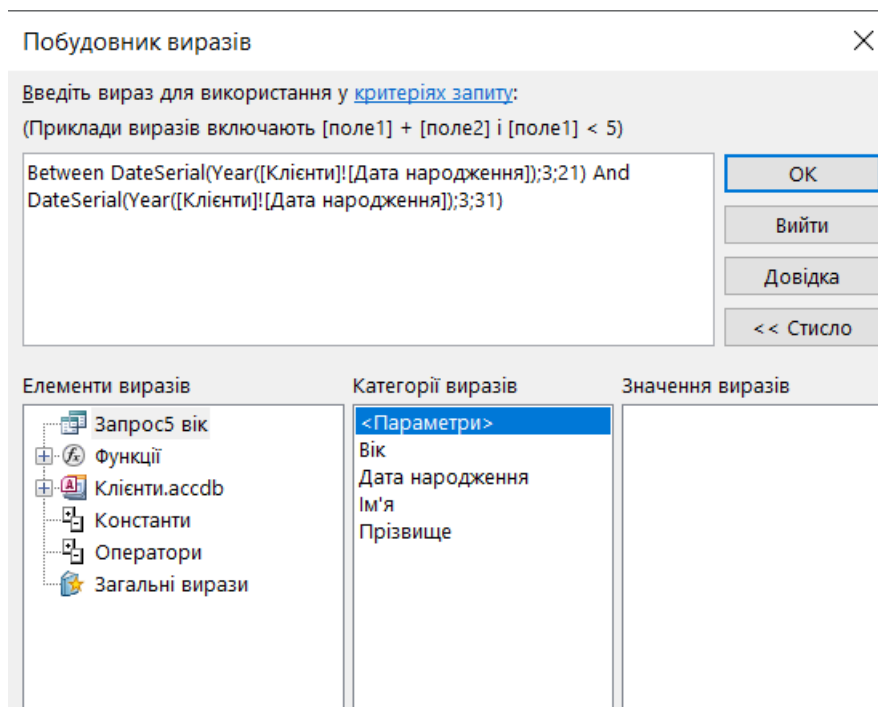 Побудовник виразів
Введіть вираз для використання у критеріях запиту:
(Приклади виразів включають [поле1] + [поле2] і [поле1] < 5)
Between DateSerial(Year([Клієнти]![Дата народження]);3;21) And
DateSerial(Year([Клієнти]![Дата народження]);3;31)
OK
Вийти
Довідка
<< Стисло
Елементи виразів
Запрос5 вік
Функції
Клієнти.accdb
Константи
Оператори
Загальні вирази
Категорії виразів
<Параметри>
Вік
Дата народження
Ім'я
Прізвище
Значення виразів